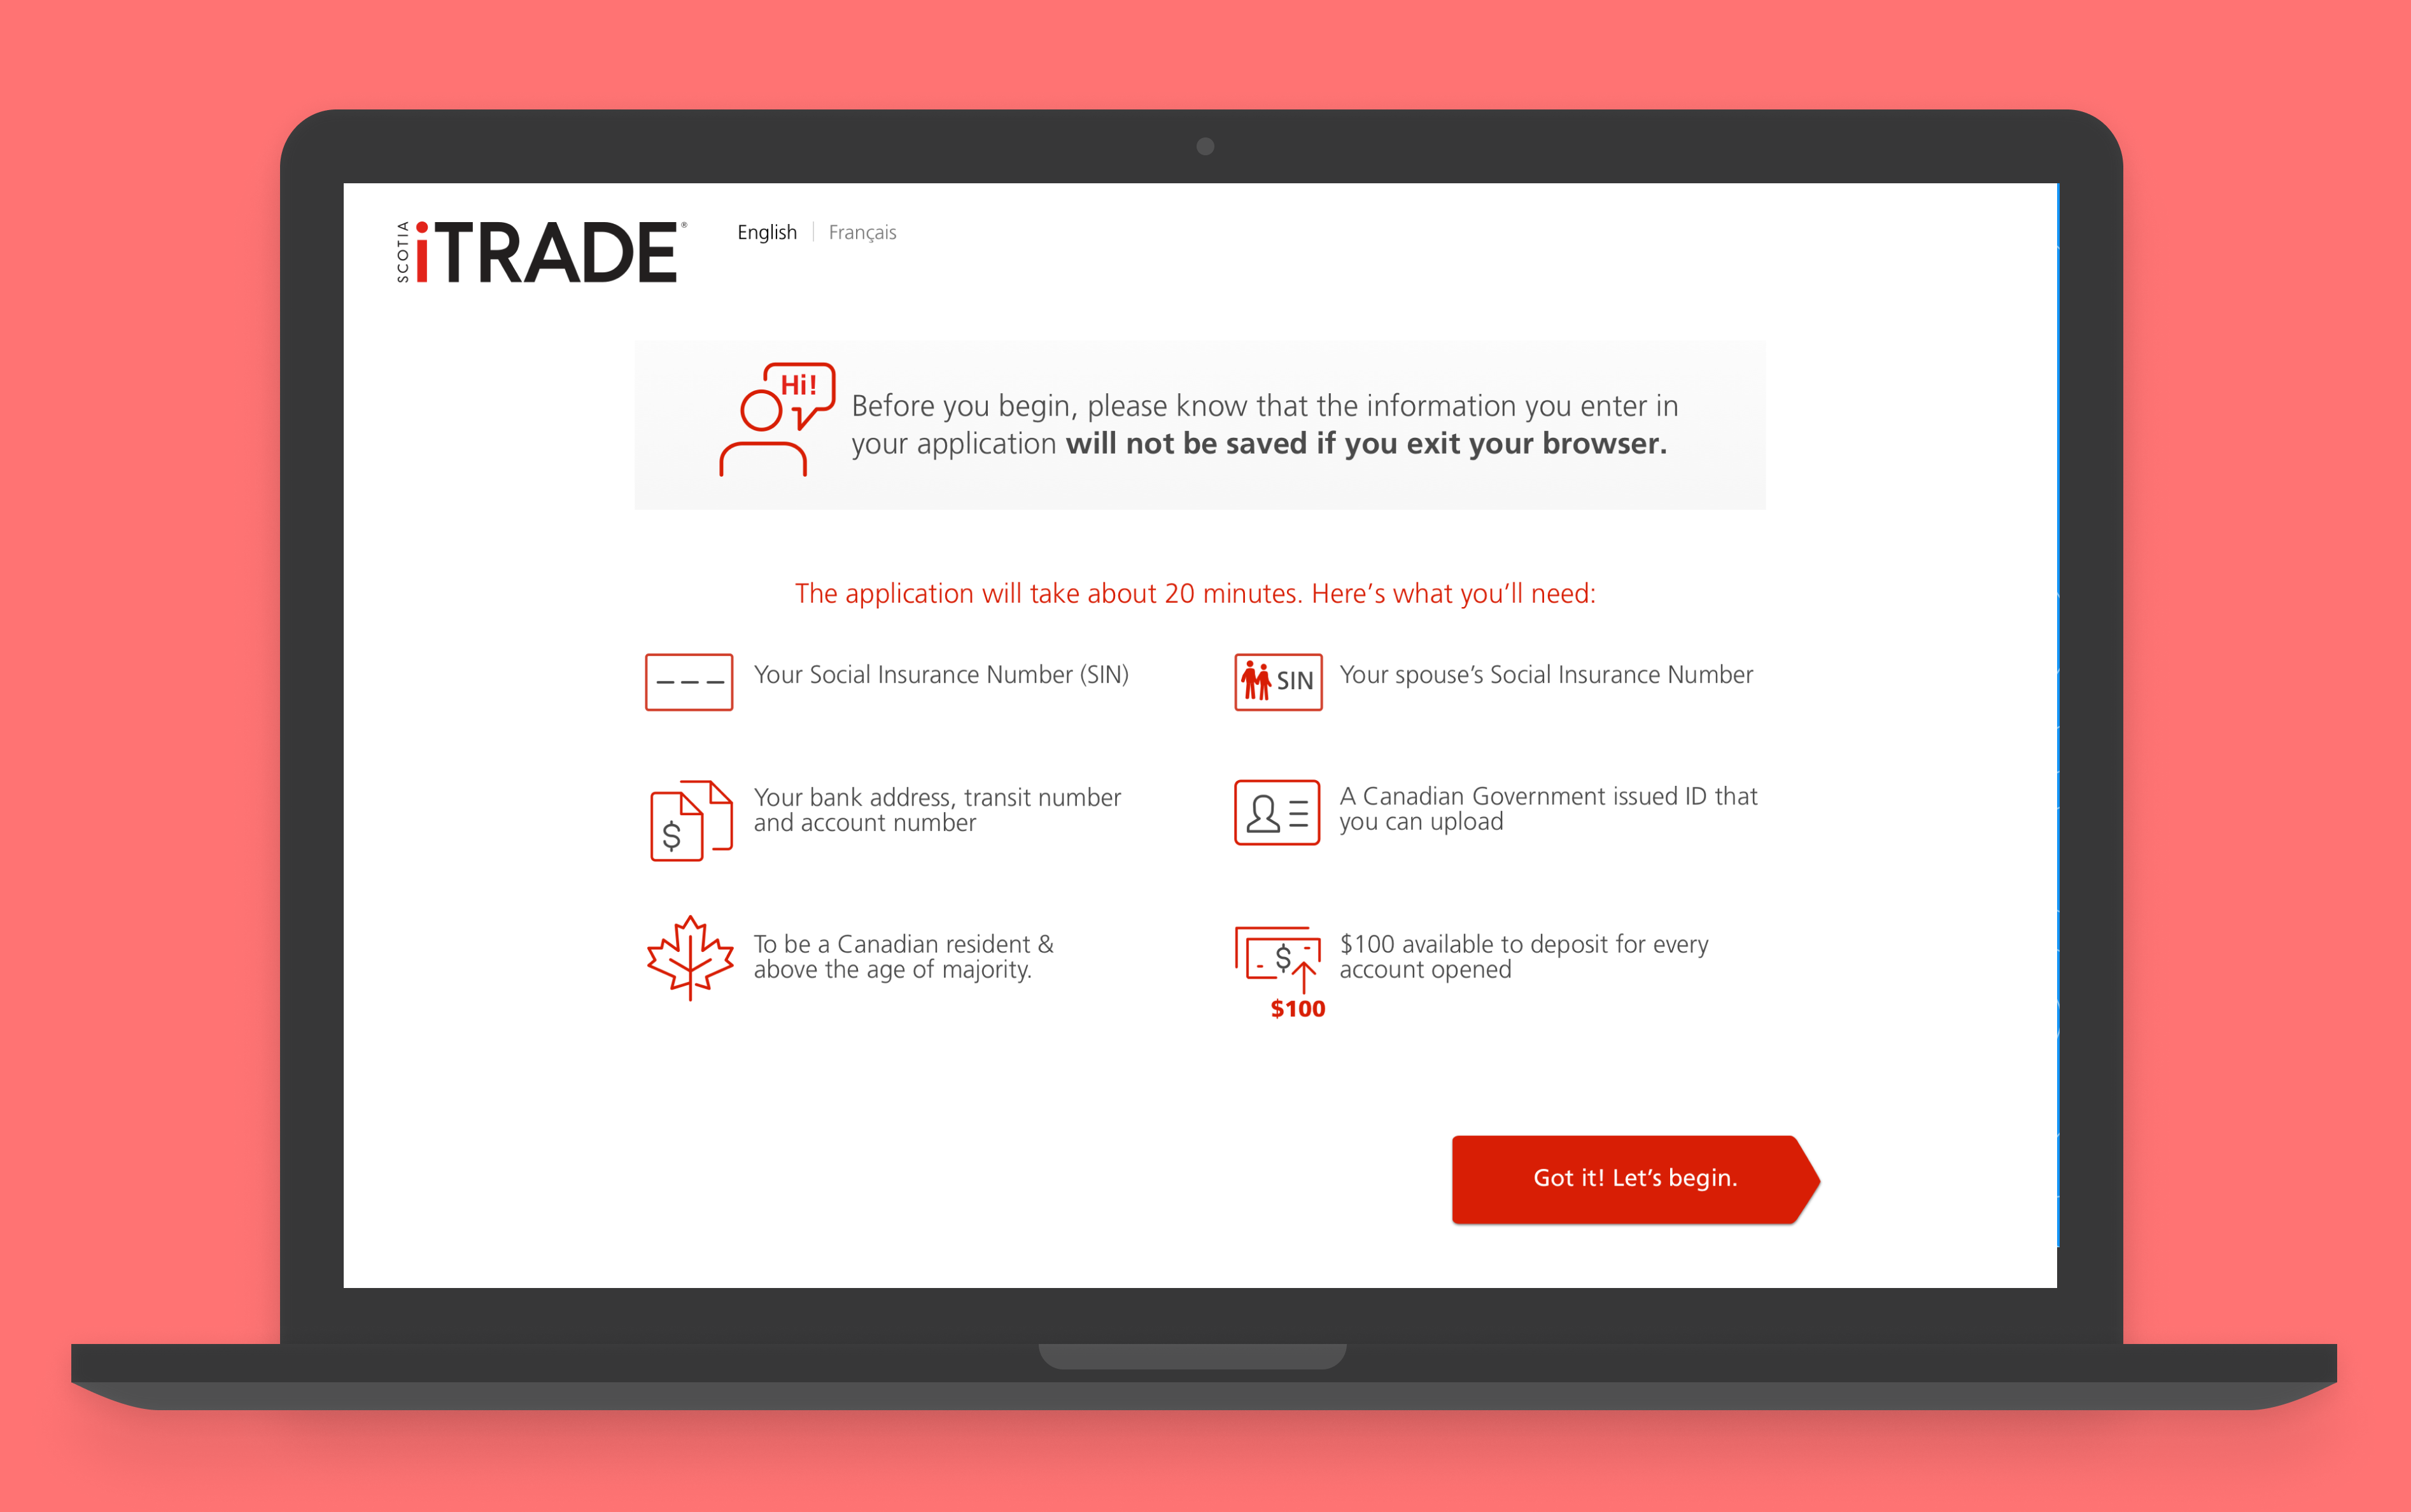 SCOTIA
iTRADE®
English | Français
Hi!
Before you begin, please know that the information you enter in
your application will not be saved if you exit your browser.
The application will take about 20 minutes. Here’s what you’ll need:
Your Social Insurance Number (SIN)
SIN
Your spouse’s Social Insurance Number
$
Your bank address, transit number
and account number
A Canadian Government issued ID that
you can upload
To be a Canadian resident &
above the age of majority.
$
$100
$100 available to deposit for every
account opened
Got it! Let’s begin.